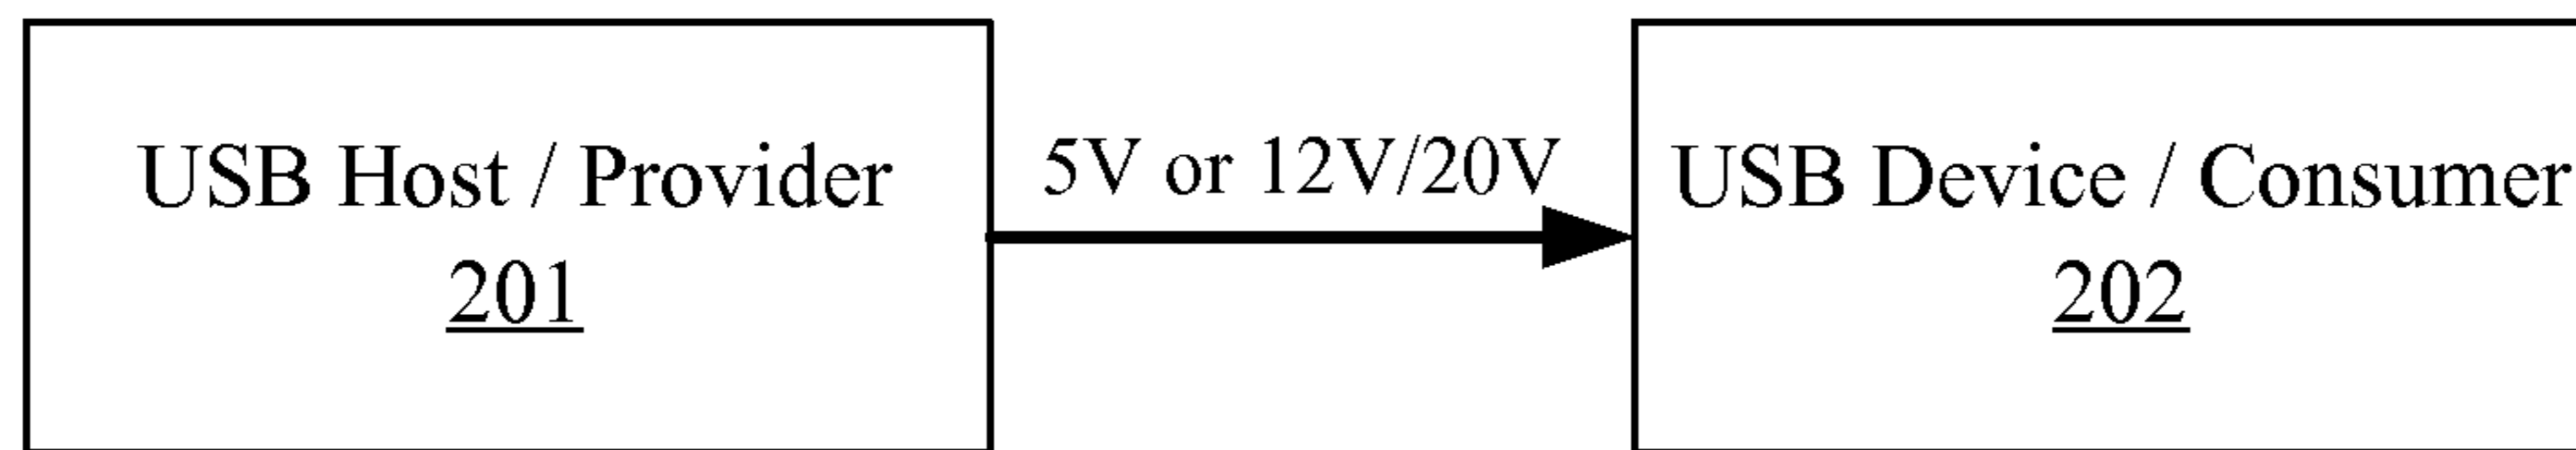 USB Host / Provider
201
5V or 12V/20V
USB Device / Consumer
202